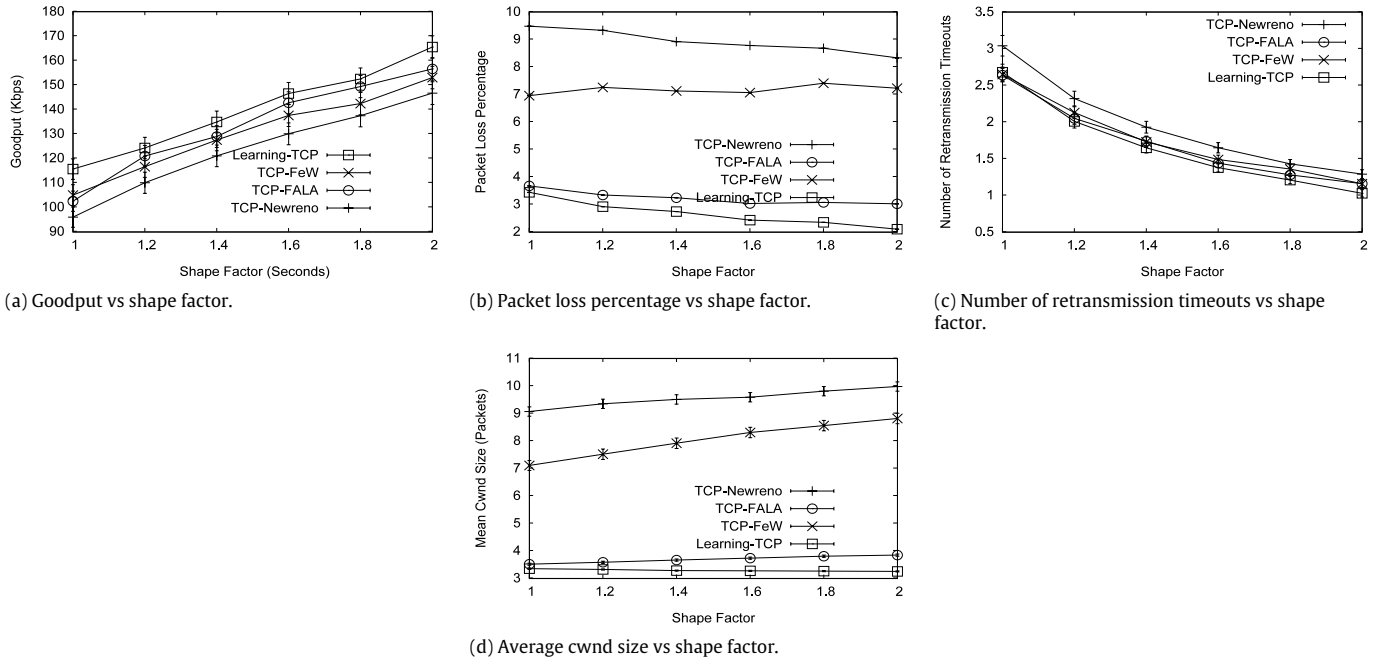 160
170
180
150
140
130
120
110
100
90
Goodput (Kbps)
Learning-TCP
TCP-FeW
TCP-FALA
TCP-Newreno
1 1.2 1.4 1.6 1.8 2
Shape Factor (Seconds)
(a) Goodput vs shape factor.
10
9
8
7
6
5
4
3
2
Packet Loss Percentage
TCP-Newreno
TCP-FALA
TCP-FeW
Learning-TCP
1 1.2 1.4 1.6 1.8 2
Shape Factor
(b) Packet loss percentage vs shape factor.
3.5
3
2.5
2
1.5
1
0.5
Number of Retransmission Timeouts
TCP-Newreno
TCP-FALA
TCP-FeW
Learning-TCP
1 1.2 1.4 1.6 1.8 2
Shape Factor
(c) Number of retransmission timeouts vs shape
factor.
11
10
9
8
7
6
5
4
3
Mean Cwnd Size (Packets)
TCP-Newreno
TCP-FALA
TCP-FeW
Learning-TCP
1 1.2 1.4 1.6 1.8 2
Shape Factor
(d) Average cwnd size vs shape factor.